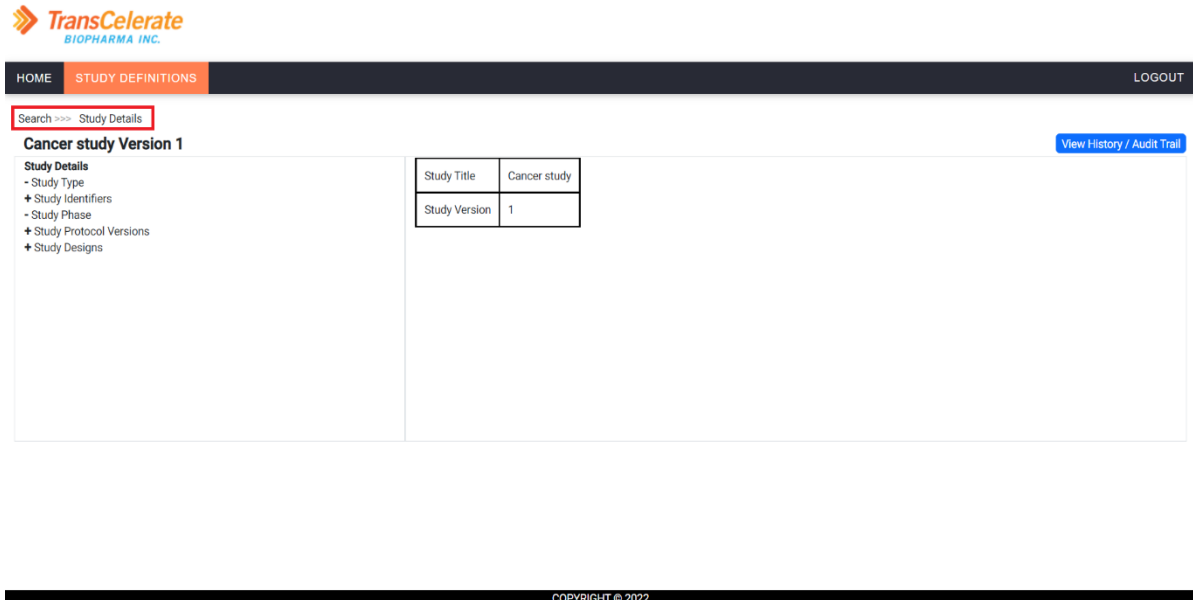 TransCelerate
BIOPHARMA INC.
HOME STUDY DEFINITIONS LOGOUT
Search >>> Study Details
Cancer study Version 1 View History / Audit Trail
Study Details
- Study Type
+ Study Identifiers
- Study Phase
+ Study Protocol Versions
+ Study Designs
Study Title Cancer study
Study Version 1
COPYRIGHT © 2022